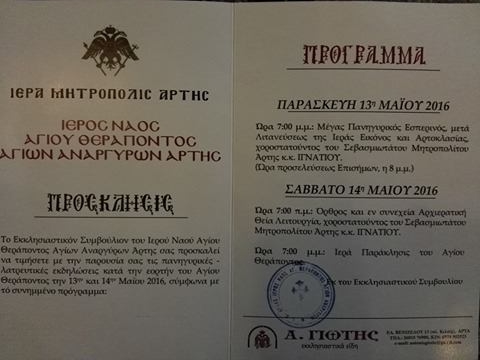 ΙΕΡΑ ΜΗΤΡΟΠΟΛΙΣ ΑΡΤΗΣ
ΙΕΡΟΣ ΝΑΟΣ
ΑΓΙΟΥ ΘΕΡΑΠΟΝΤΟΣ
ΑΓΙΩΝ ΑΝΑΡΓΥΡΩΝ ΑΡΤΗΣ
ΠΡΟΣΚΛΗΣΙΣ
Το Εκκλησιαστικόν Συμβούλιον του Ιερού Ναού Αγίου
Θεράποντος Αγίων Αναργύρων Άρτης σας προσκαλεί
να τιμήσετε με την παρουσία σας τις πανηγυρικές -
λατρευτικές εκδηλώσεις κατά την εορτήν του Αγίου
Θεράποντος την 13ην και 14ην Μαΐου 2016, σύμφωνα με
το συνημμένο πρόγραμμα:
ΠΡΟΓΡΑΜΜΑ
ΠΑΡΑΣΚΕΥΗ 13η ΜΑΪΟΥ 2016
Ώρα 7:00 μ.μ.: Μέγας Πανηγυρικός Εσπερινός, μετά
Λιτανεύσεως της Ιεράς Εικόνος και Αρτοκλασίας,
χοροστατούντος του Σεβασμιωτάτου Μητροπολίτου
Άρτης κ.κ. ΙΓΝΑΤΙΟΥ.
(Ώρα προσελεύσεως Επισήμων, η 8 μ.μ.)
ΣΑΒΒΑΤΟ 14η ΜΑΙΟΥ 2016
Ώρα 7:00 π.μ.: Όρθρος και εν συνεχεία Αρχιερατική
Θεία Λειτουργία, χοροστατούντος του Σεβασμιωτάτου
Μητροπολίτου Άρτης κ.κ. ΙΓΝΑΤΙΟΥ.
Ώρα 7:00 μ.μ.: Ιερά Παράκλησις του Αγίου
Θεράποντος
Εκ του Εκκλησιαστικού Συμβουλίου
Α. ΓΙΩΤΗΣ
εκκλησιαστικά είδη